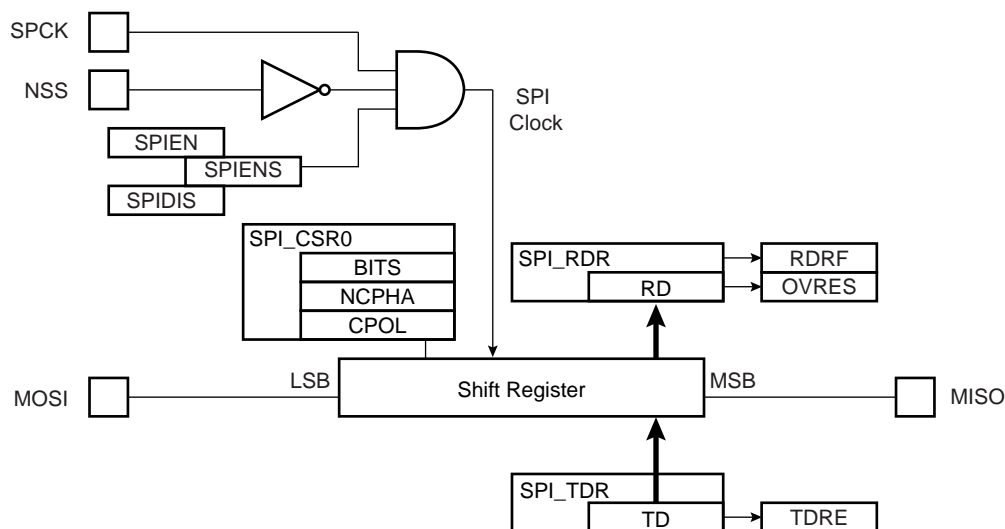 SPCK
NSS
SPI
Clock
SPIEN
SPIENS
SPIDIS
SPI_CSR0
BITS
NCPHA
CPOL
SPI_RDR
RD
RDRF
OVRES
MOSI
LSB
Shift Register
MSB
MISO
SPI_TDR
TD
TDRE